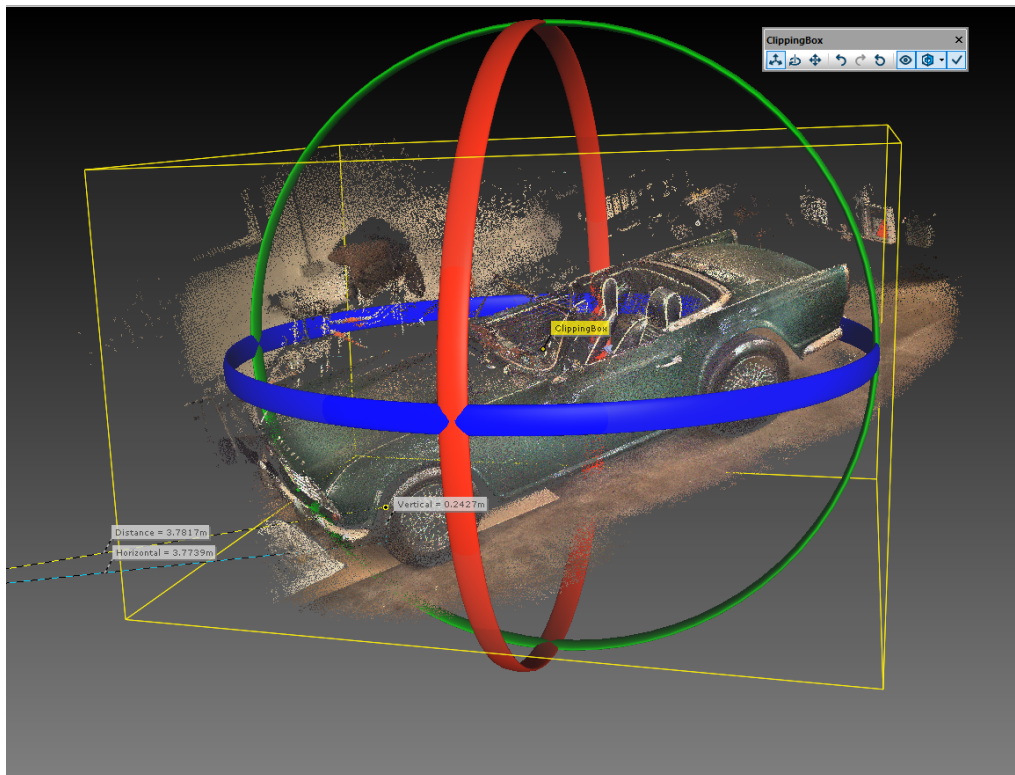 ClippingBox
ClippingBox
Vertical = 0.2427m
Distance = 3.7817m
Horizontal = 3.7739m